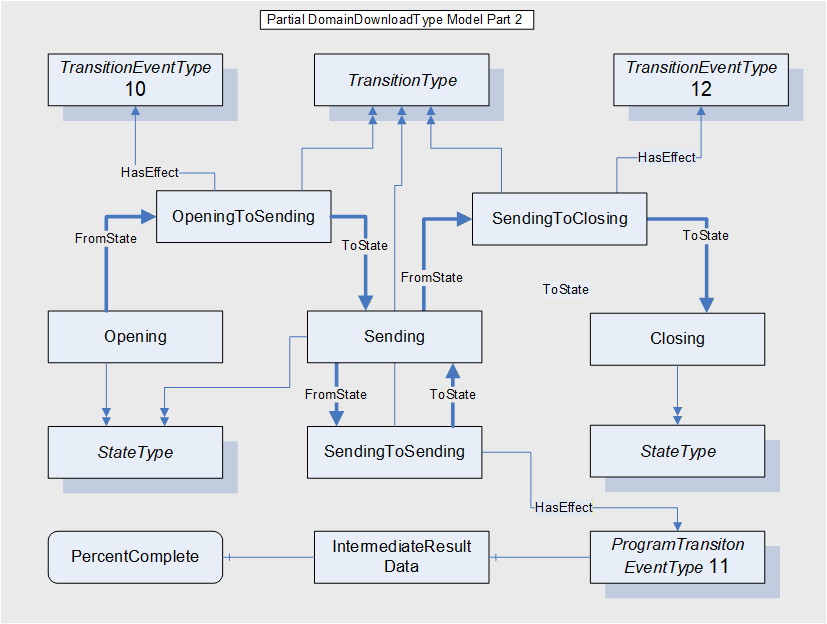 Partial DomainDownloadType Model Part 2
TransitionEventType
10
TransitionType
TransitionEventType
12
HasEffect
HasEffect
OpeningToSending
SendingToClosing
FromState
ToState
ToState
FromState
ToState
Opening
Sending
Closing
FromState
ToState
StateType
SendingToSending
StateType
HasEffect
PercentComplete
IntermediateResult
Data
ProgramTransiton
EventType 11